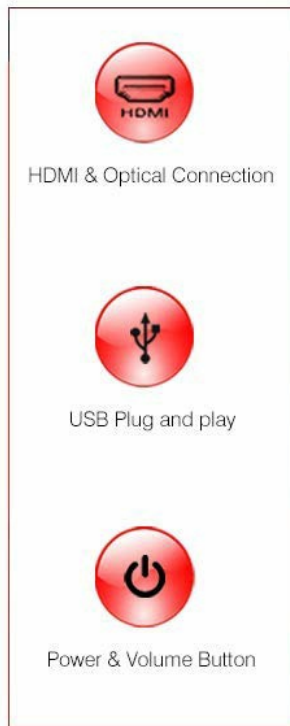 HDMI
HDMI & Optical Connection
USB Plug and play
Power & Volume Button